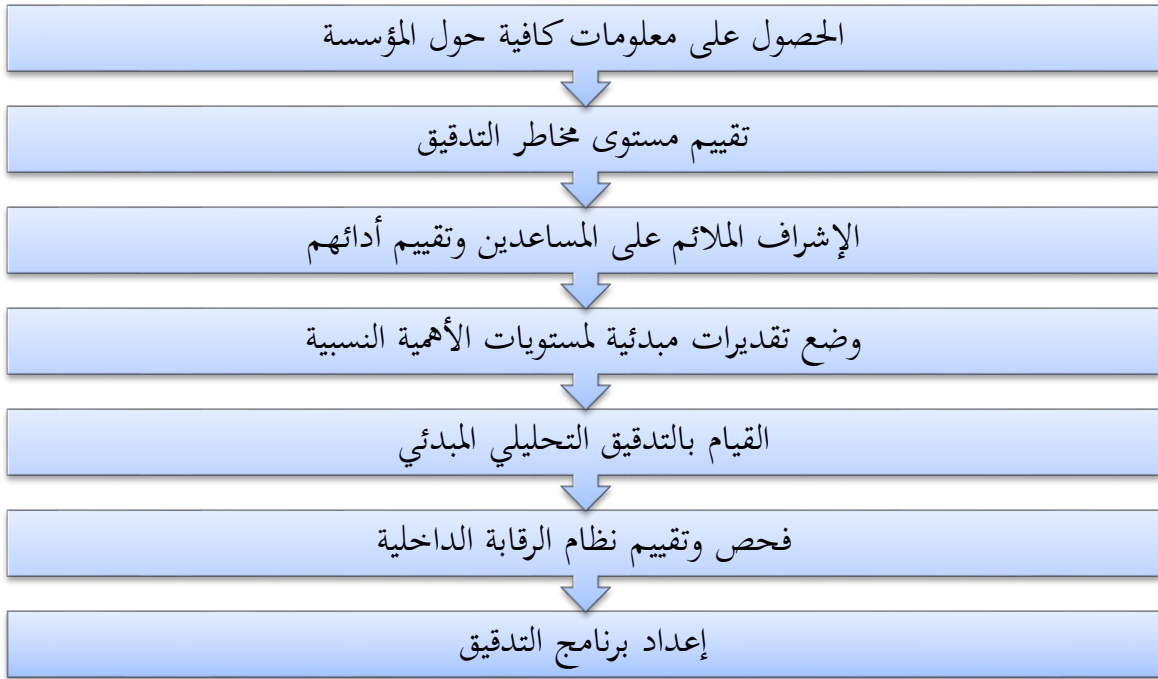 الحصول على معلومات كافية حول المؤسسة
تقييم مستوى مخاطر التدقيق
الإشراف الملائم على المساعدين وتقييم أدائهم
وضع تقديرات مبدئية لمستويات الأهمية النسبية
القيام بالتدقيق التحليلي المبدئي
فحص وتقييم نظام الرقابة الداخلية
إعداد برنامج التدقيق